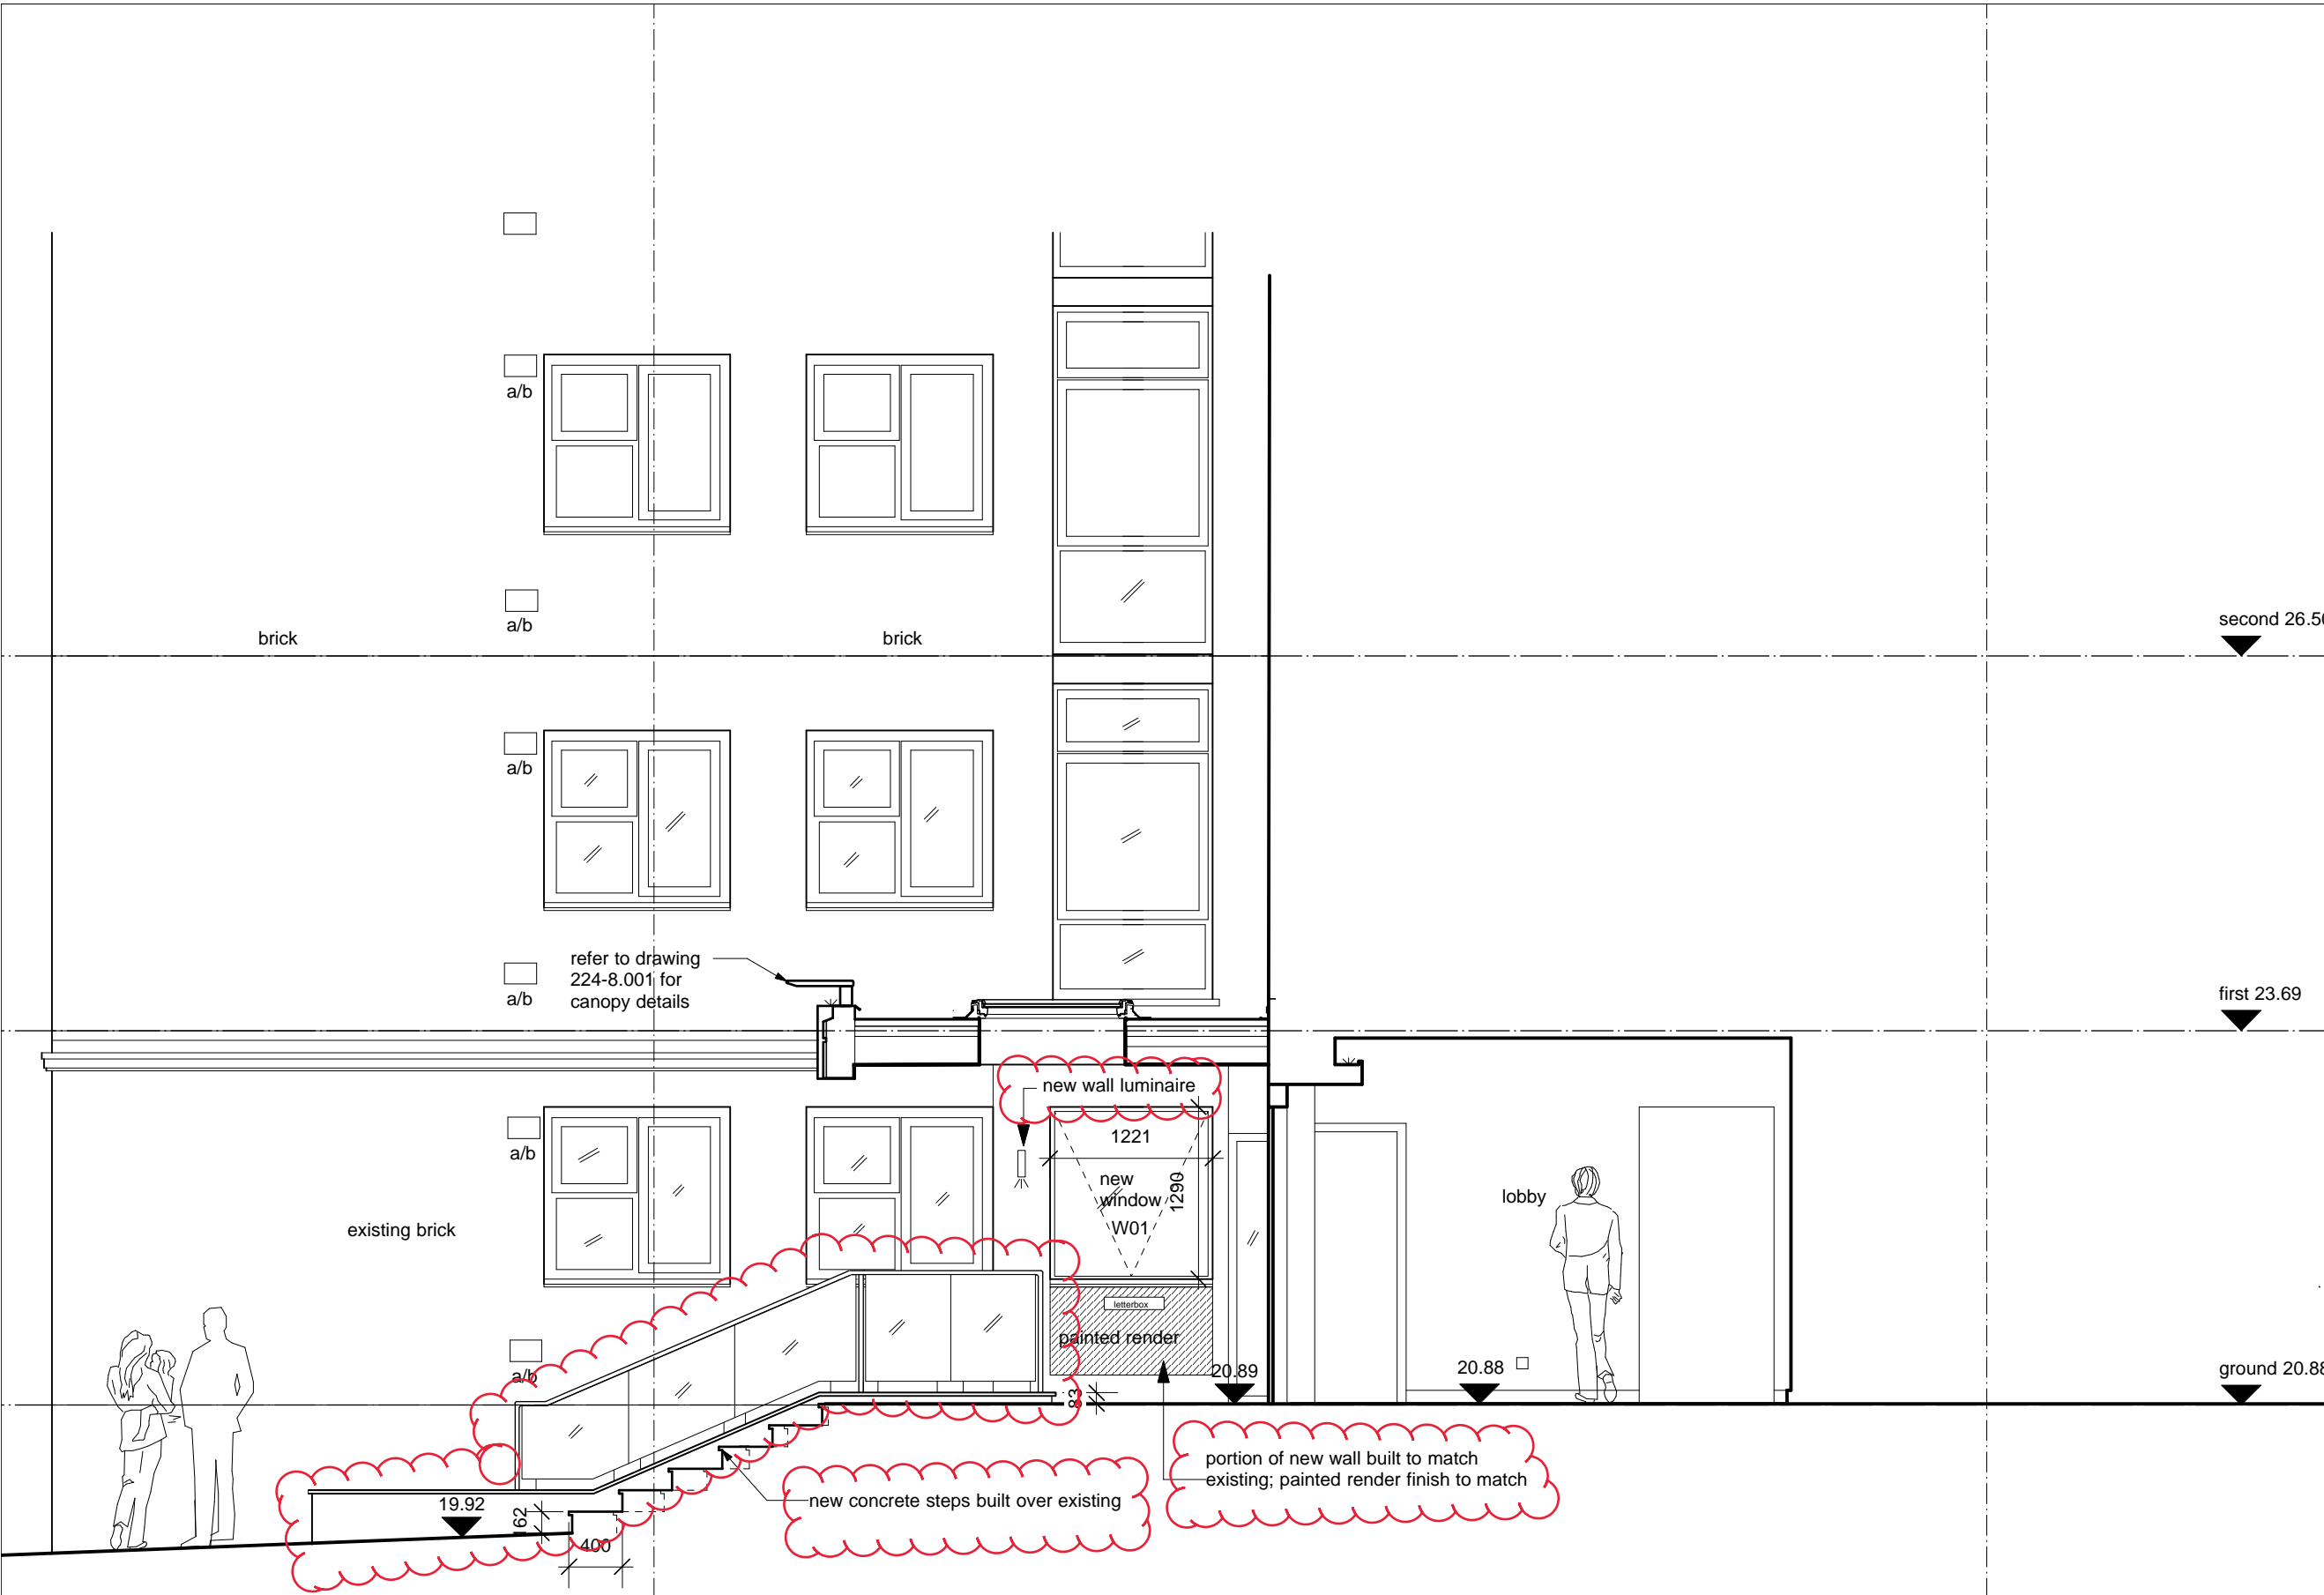 a/b
a/b
brick
brick
second 26.56
a/b
refer to drawing
224-8.001 for
canopy details
a/b
first 23.69
new wall luminaire
a/b
1221
new
window
W01
1290
lobby
existing brick
letterbox
painted render
a/b
20.89
20.88
ground 20.88
83
portion of new wall built to match
existing; painted render finish to match
new concrete steps built over existing
19.92
162
400